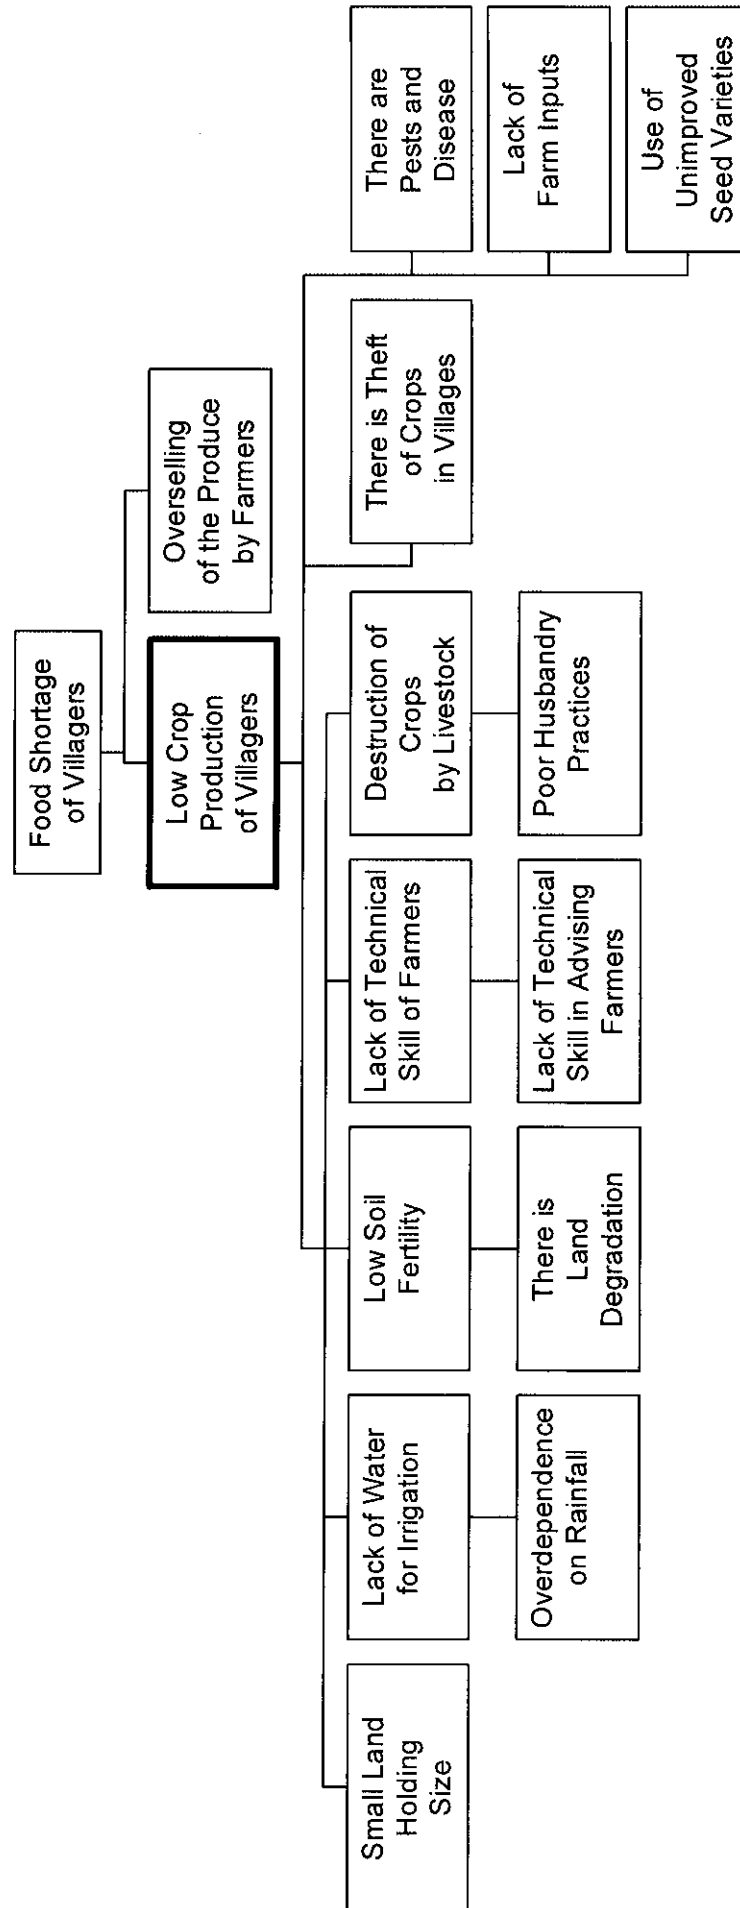 Food Shortage
of Villagers
Low Crop
Production
of Villagers
Overselling
of the Produce
by Farmers
Small Land
Holding
Size
Lack of Water
for Irrigation
Low Soil
Fertility
Lack of Technical
Skill of Farmers
Destruction of
Crops
by Livestock
There is Theft
of Crops
in Villages
There are
Pests and
Disease
Overdependence
on Rainfall
There is
Land
Degradation
Lack of Technical
Skill in Advising
Farmers
Poor Husbandry
Practices
Lack of
Farm Inputs
Use of
Unimproved
Seed Varieties